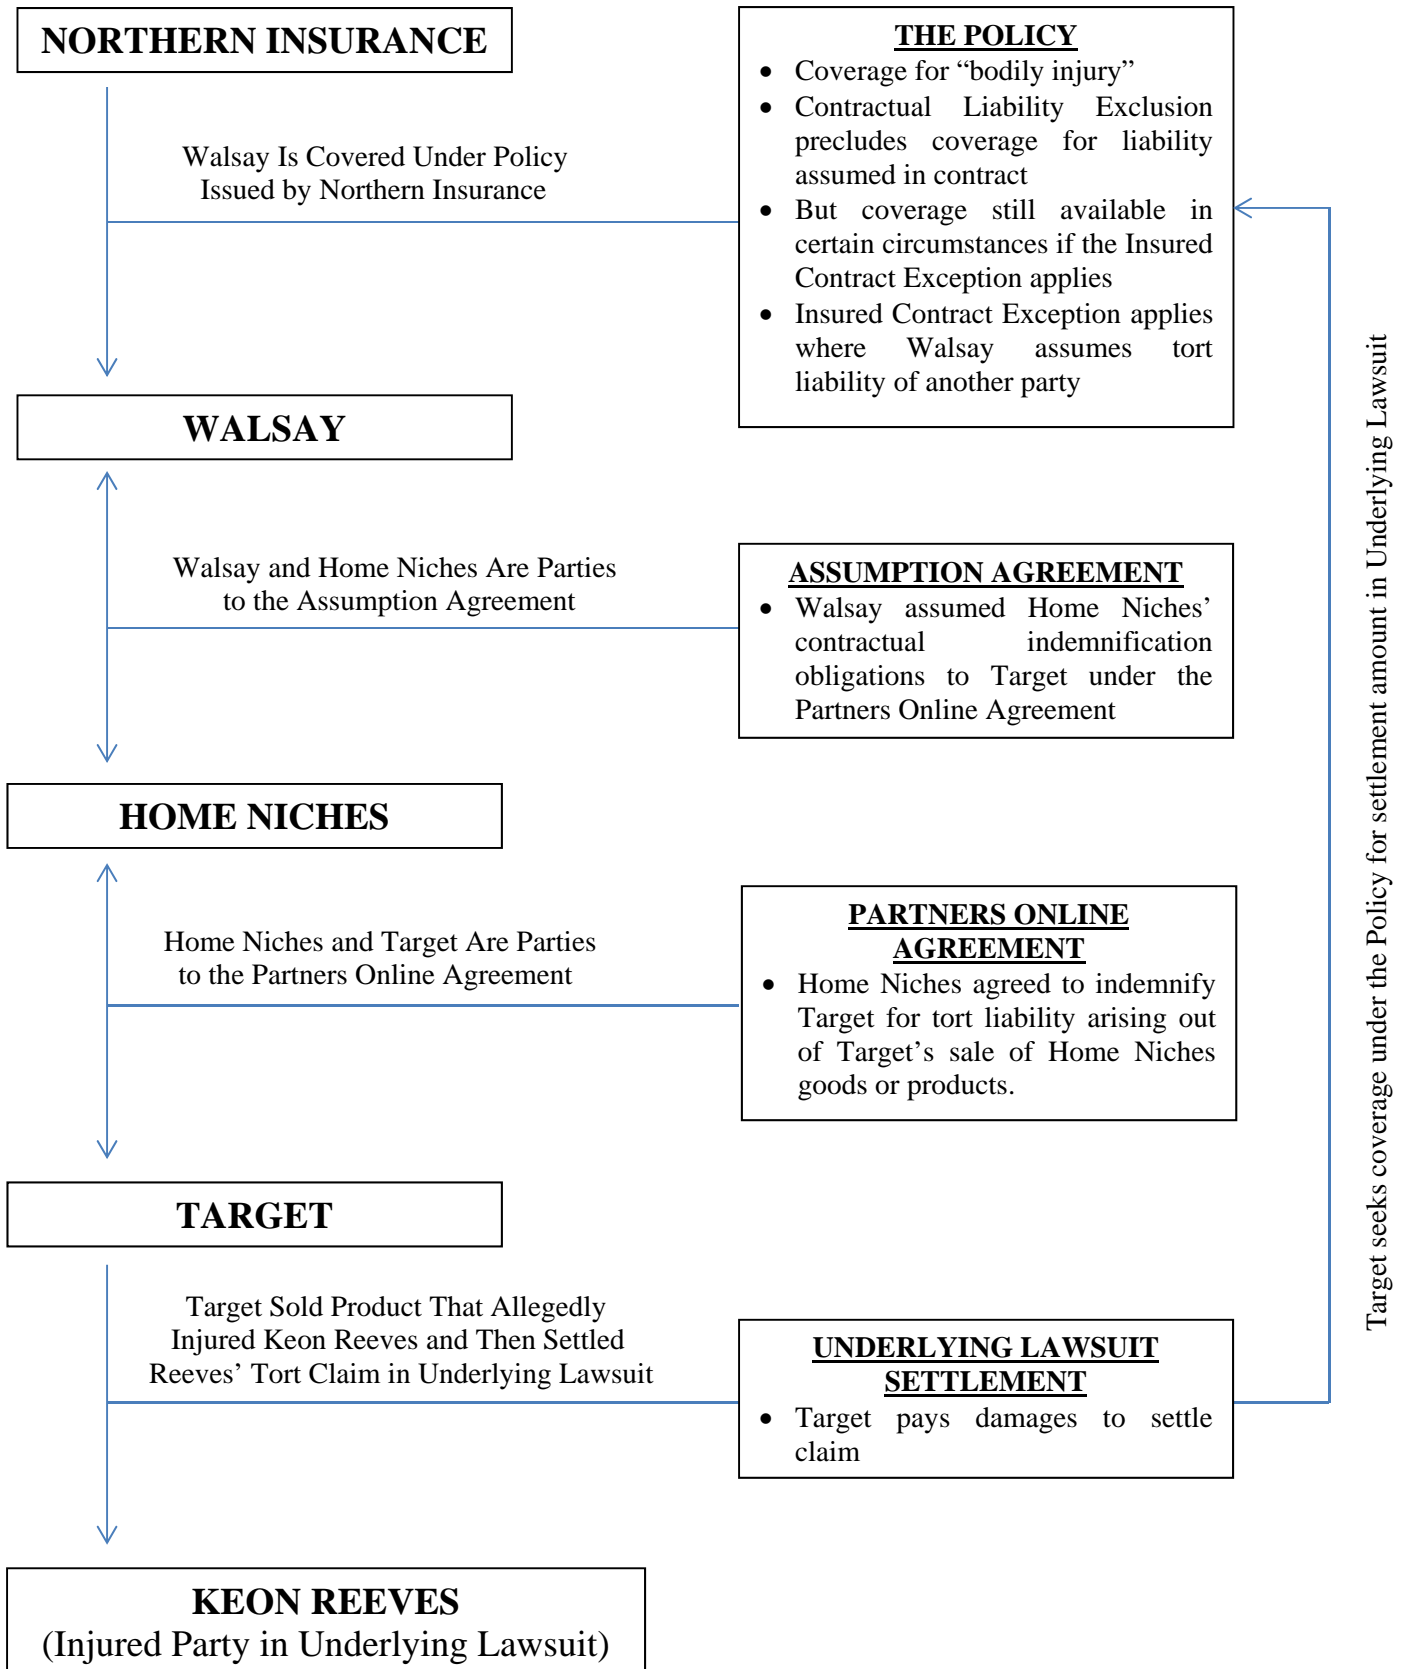 NORTHERN INSURANCE
THE POLICY
• Coverage for “bodily injury”
• Contractual Liability Exclusion
precludes coverage for liability
assumed in contract
• But coverage still available in
certain circumstances if the Insured
Contract Exception applies
• Insured Contract Exception applies
where Walsay assumes tort
liability of another party
Walsay Is Covered Under Policy
Issued by Northern Insurance
WALSAY
Walsay and Home Niches Are Parties
to the Assumption Agreement
ASSUMPTION AGREEMENT
• Walsay assumed Home Niches’
contractual indemnification
obligations to Target under the
Partners Online Agreement
HOME NICHES
Home Niches and Target Are Parties
to the Partners Online Agreement
PARTNERS ONLINE
AGREEMENT
• Home Niches agreed to indemnify
Target for tort liability arising out
of Target’s sale of Home Niches
goods or products.
TARGET
Target Sold Product That Allegedly
Injured Keon Reeves and Then Settled
Reeves’ Tort Claim in Underlying Lawsuit
UNDERLYING LAWSUIT
SETTLEMENT
• Target pays damages to settle
claim
KEON REEVES
(Injured Party in Underlying Lawsuit)
Target seeks coverage under the Policy for settlement amount in Underlying Lawsuit